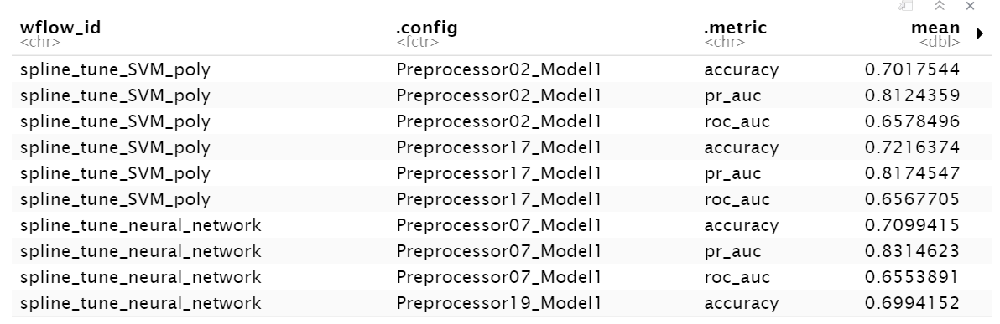 wflow_id .config .metric mean
<chr> <fctr> <chr> <dbl>
spline_tune_SVM_poly Preprocessor02_Model1 accuracy 0.7017544
spline_tune_SVM_poly Preprocessor02_Model1 pr_auc 0.8124359
spline_tune_SVM_poly Preprocessor02_Model1 roc_auc 0.6578496
spline_tune_SVM_poly Preprocessor17_Model1 accuracy 0.7216374
spline_tune_SVM_poly Preprocessor17_Model1 pr_auc 0.8174547
spline_tune_SVM_poly Preprocessor17_Model1 roc_auc 0.6567705
spline_tune_neural_network Preprocessor07_Model1 accuracy 0.7099415
spline_tune_neural_network Preprocessor07_Model1 pr_auc 0.8314623
spline_tune_neural_network Preprocessor07_Model1 roc_auc 0.6553891
spline_tune_neural_network Preprocessor19_Model1 accuracy 0.6994152